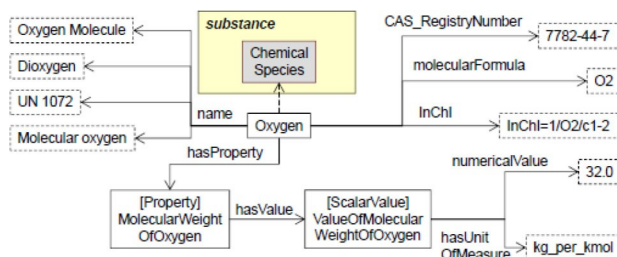 Oxygen Molecule
Dioxygen
UN 1072
Molecular oxygen
name
substance
Chemical
Species
Oxygen
CAS_RegistryNumber
7782-44-7
molecularFormula
O2
InChI
InChI=1/O2/c1-2
hasProperty
[Property]
MolecularWeight
OfOxygen
hasValue
[ScalarValue]
ValueOfMolecular
WeightOfOxygen
numericalValue
32.0
hasUnit
OfMeasure
kg_per_kmol